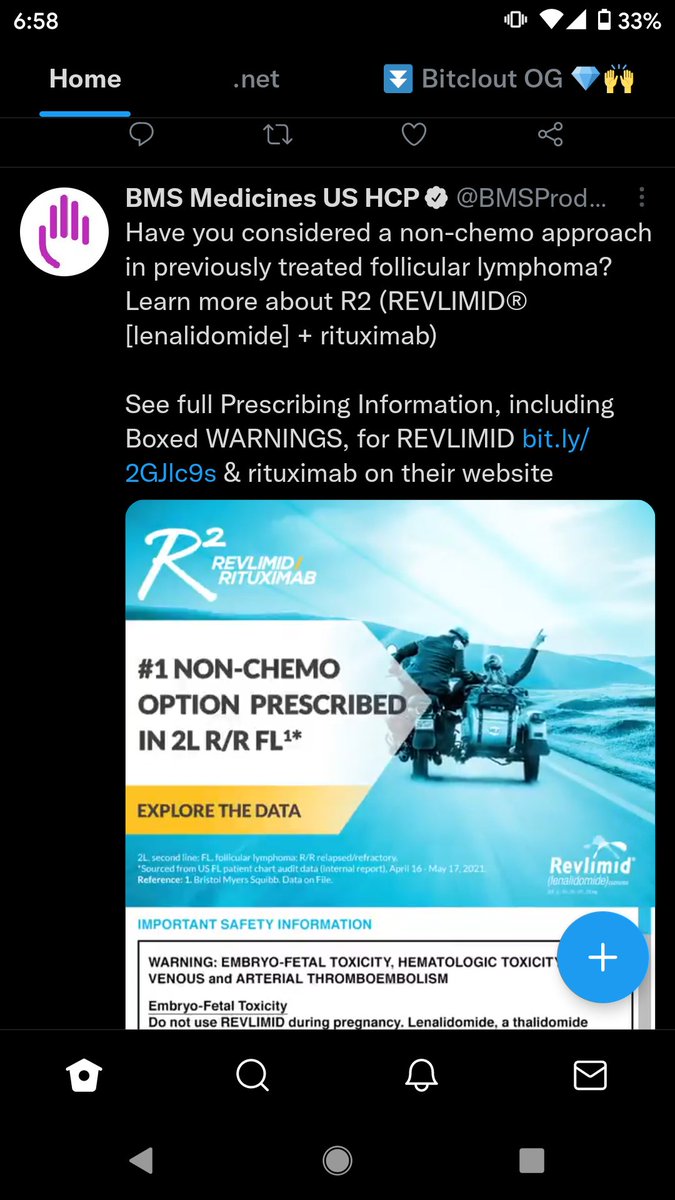 6:58
33%
Home
.net
Bitclout OG 💎🙌
BMS Medicines US HCP @BMSProd...
Have you considered a non-chemo approach
in previously treated follicular lymphoma?
Learn more about R2 (REVLIMID®
[lenalidomide] + rituximab)
See full Prescribing Information, including
Boxed WARNINGS, for REVLIMID bit.ly/
2GJlc9s & rituximab on their website
R²
REVLIMID/
RITUXIMAB
#1 NON-CHEMO
OPTION PRESCRIBED
IN 2L R/R FL¹*
EXPLORE THE DATA
2L, second line; FL, follicular lymphoma; R/R relapsed/refractory.
*Sourced from US FL patient chart audit data (internal report), April 16 - May 17, 2021.
Reference: 1. Bristol Myers Squibb. Data on File.
Revlimid®
(lenalidomide)
IMPORTANT SAFETY INFORMATION
WARNING: EMBRYO-FETAL TOXICITY, HEMATOLOGIC TOXICITY
VENOUS and ARTERIAL THROMBOEMBOLISM
Embryo-Fetal Toxicity
Do not use REVLIMID during pregnancy. Lenalidomide, a thalidomide